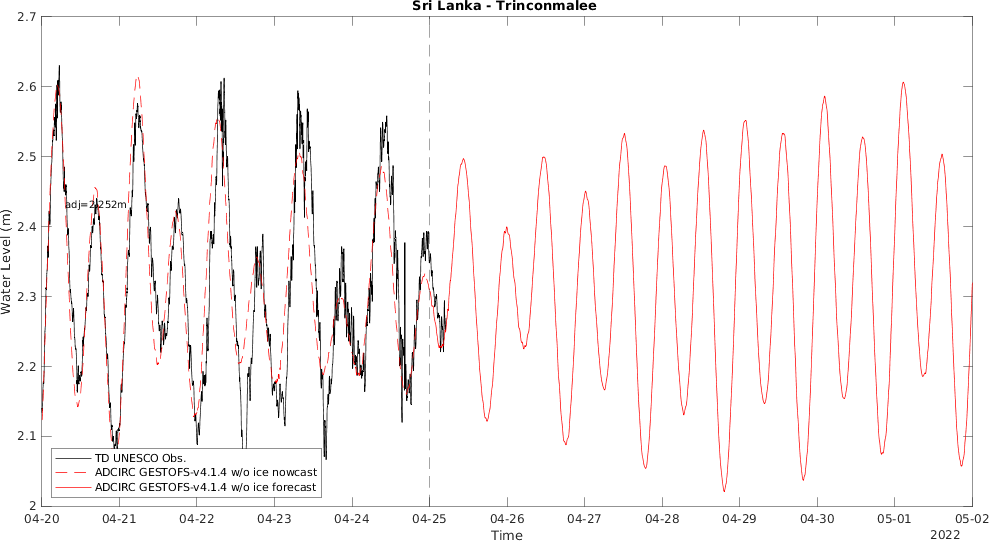 Sri Lanka - Trinconmalee
2.7
2.6
2.5
2.4
2.3
2.2
2.1
2
Water Level (m)
adj=2.252m
TD UNESCO Obs.
ADCIRC GESTOFS-v4.1.4 w/o ice nowcast
ADCIRC GESTOFS-v4.1.4 w/o ice forecast
04-20 04-21 04-22 04-23 04-24 04-25 04-26 04-27 04-28 04-29 04-30 05-01 05-02
Time
2022